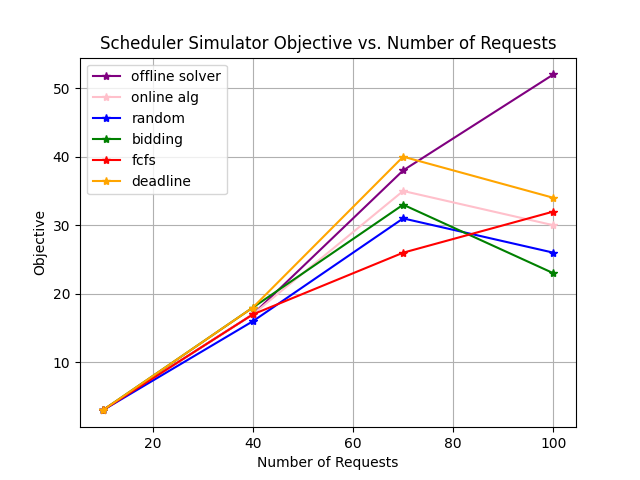 Scheduler Simulator Objective vs. Number of Requests
offline solver
online alg
random
bidding
fcfs
deadline
Objective
50
40
30
20
10
20 40 60 80 100
Number of Requests